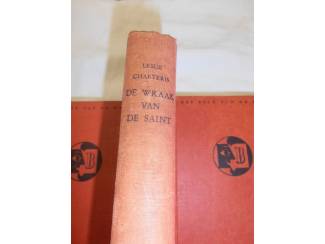 LESLIE
CHARTERIS
DE WRAAK
VAN
DE SAINT
B
B